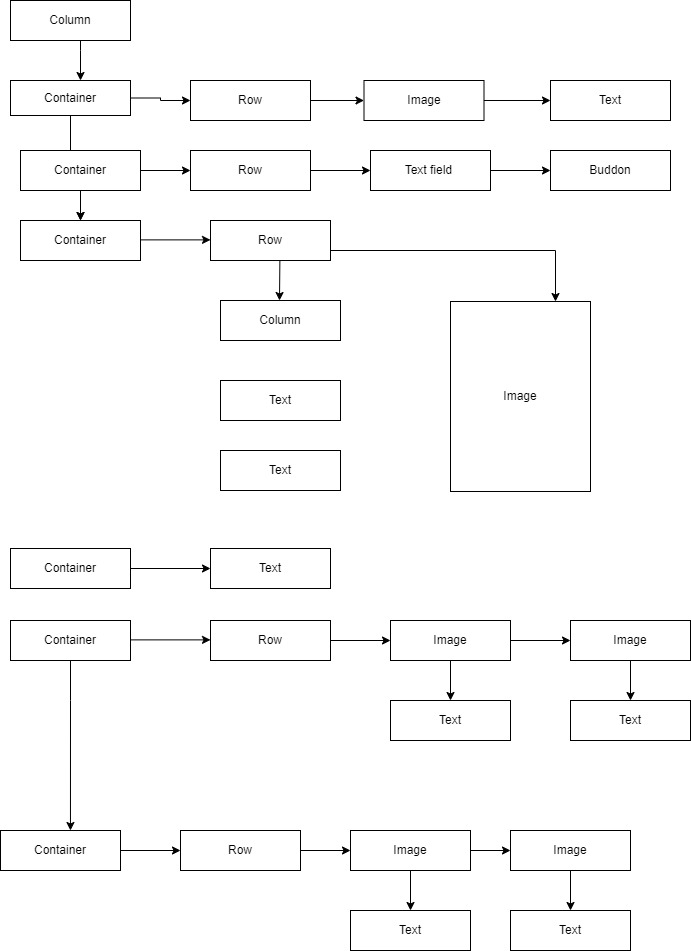 Column
Container
Row
Image
Text
Container
Row
Text field
Buddon
Container
Row
Column
Image
Text
Text
Container
Text
Container
Row
Image
Image
Text
Text
Container
Row
Image
Image
Text
Text